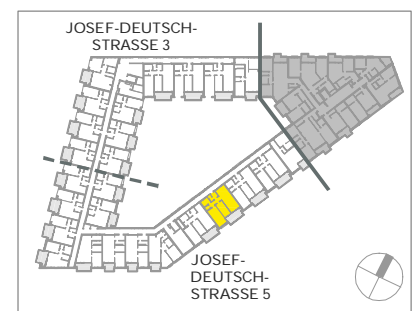 JOSEF-DEUTSCH-
STRASSE 3
JOSEF-
DEUTSCH-
STRASSE 5